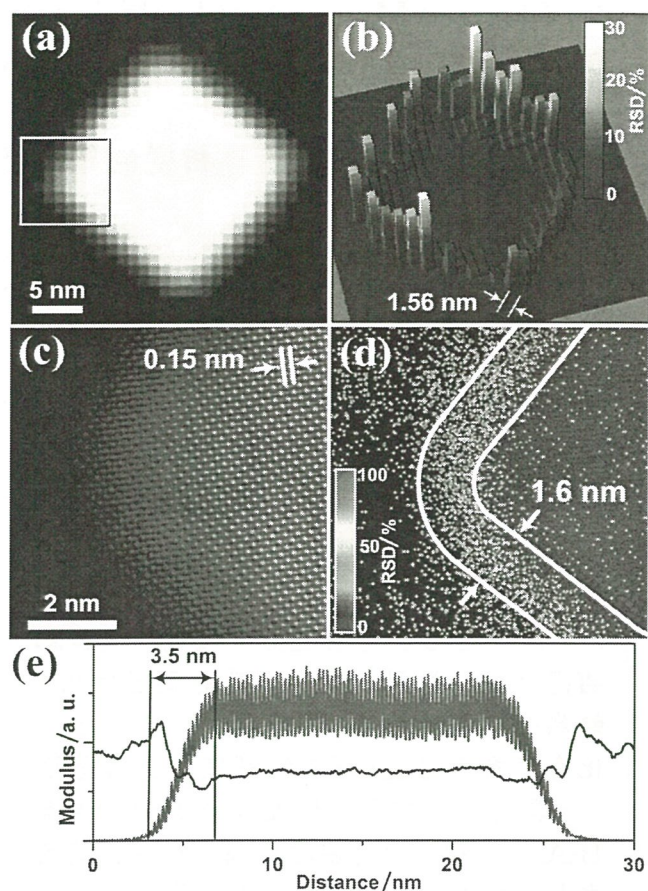 (a)
5 nm
(b)
30
20
10
0
RSD/%
1.56 nm
(c)
0.15 nm
2 nm
(d)
100
50
0
RSD/%
1.6 nm
(e)
3.5 nm
Modulus/a. u.
0
10
20
30
Distance/nm